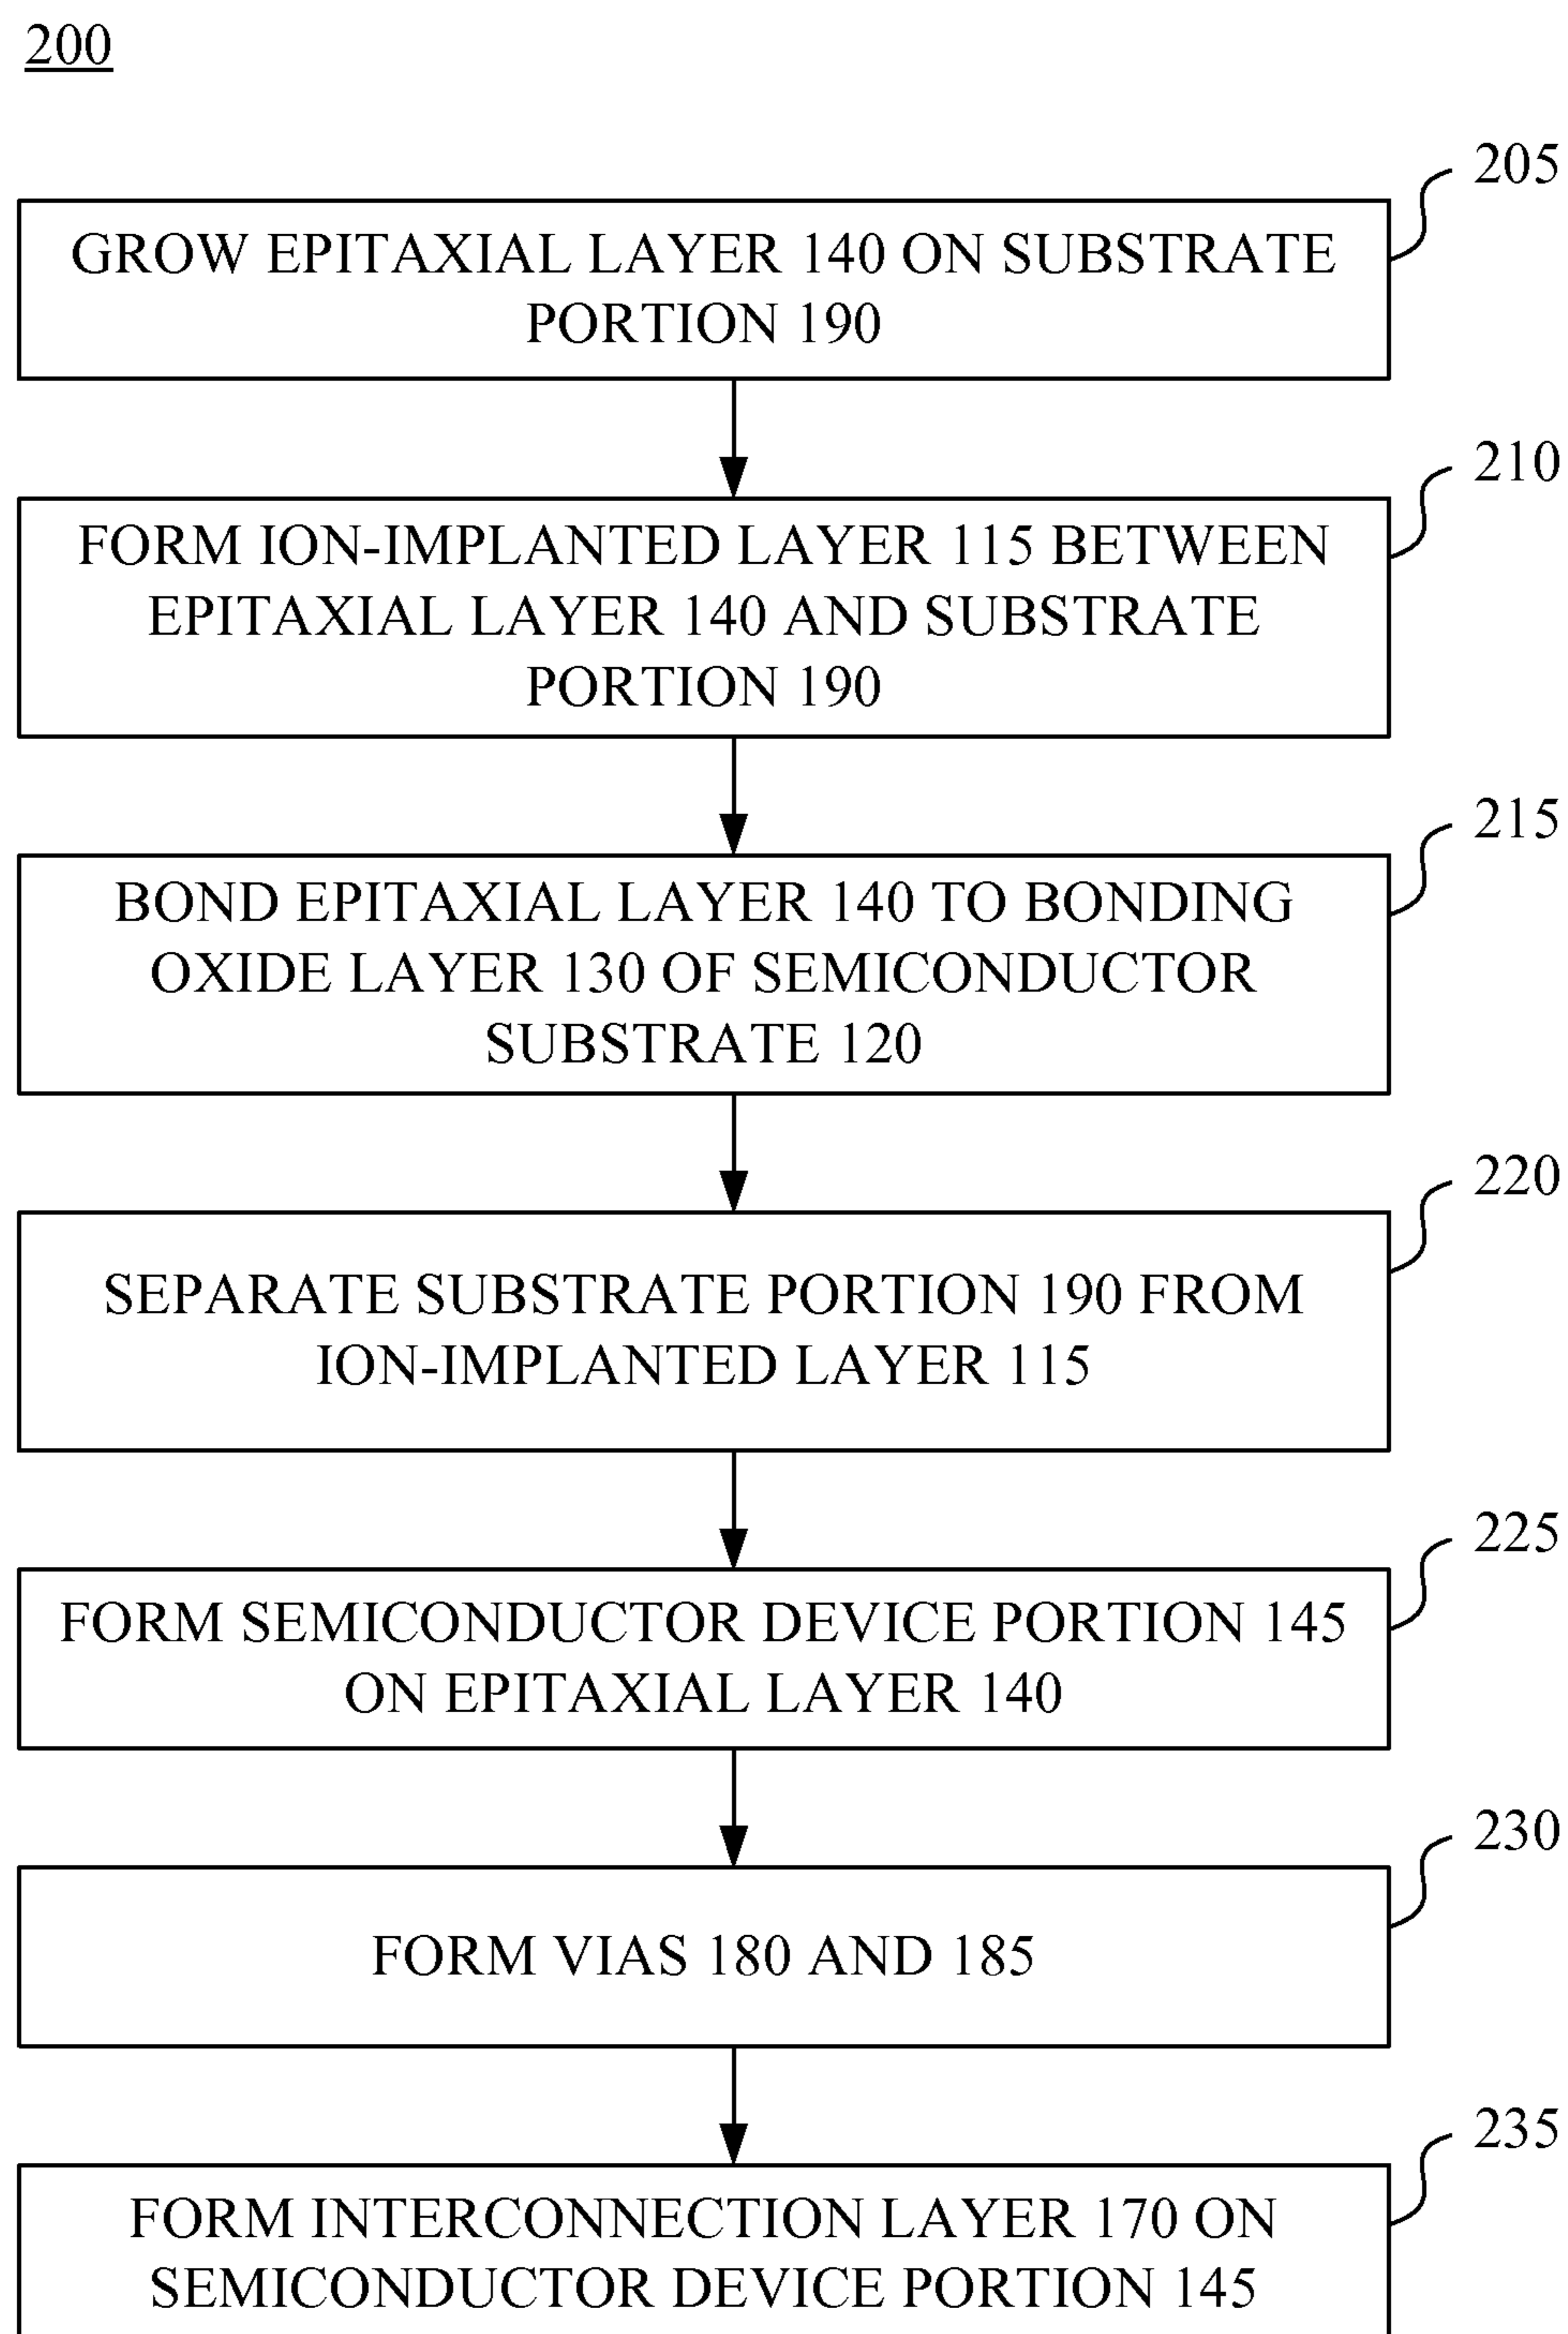 200
205
GROW EPITAXIAL LAYER 140 ON SUBSTRATE
PORTION 190
210
FORM ION-IMPLANTED LAYER 115 BETWEEN
EPITAXIAL LAYER 140 AND SUBSTRATE
PORTION 190
215
BOND EPITAXIAL LAYER 140 TO BONDING
OXIDE LAYER 130 OF SEMICONDUCTOR
SUBSTRATE 120
220
SEPARATE SUBSTRATE PORTION 190 FROM
ION-IMPLANTED LAYER 115
225
FORM SEMICONDUCTOR DEVICE PORTION 145
ON EPITAXIAL LAYER 140
230
FORM VIAS 180 AND 185
235
FORM INTERCONNECTION LAYER 170 ON
SEMICONDUCTOR DEVICE PORTION 145